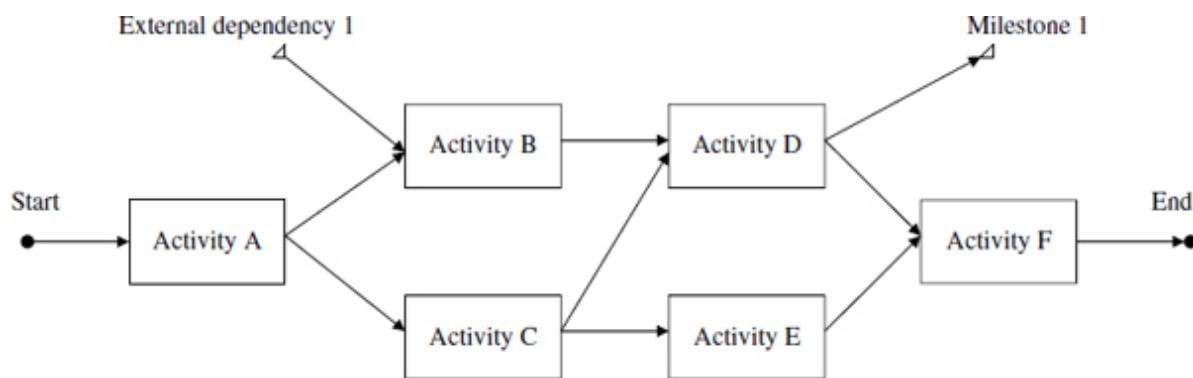 External dependency 1
Milestone 1
Activity B
Activity D
Start
End
Activity A
Activity F
Activity C
Activity E